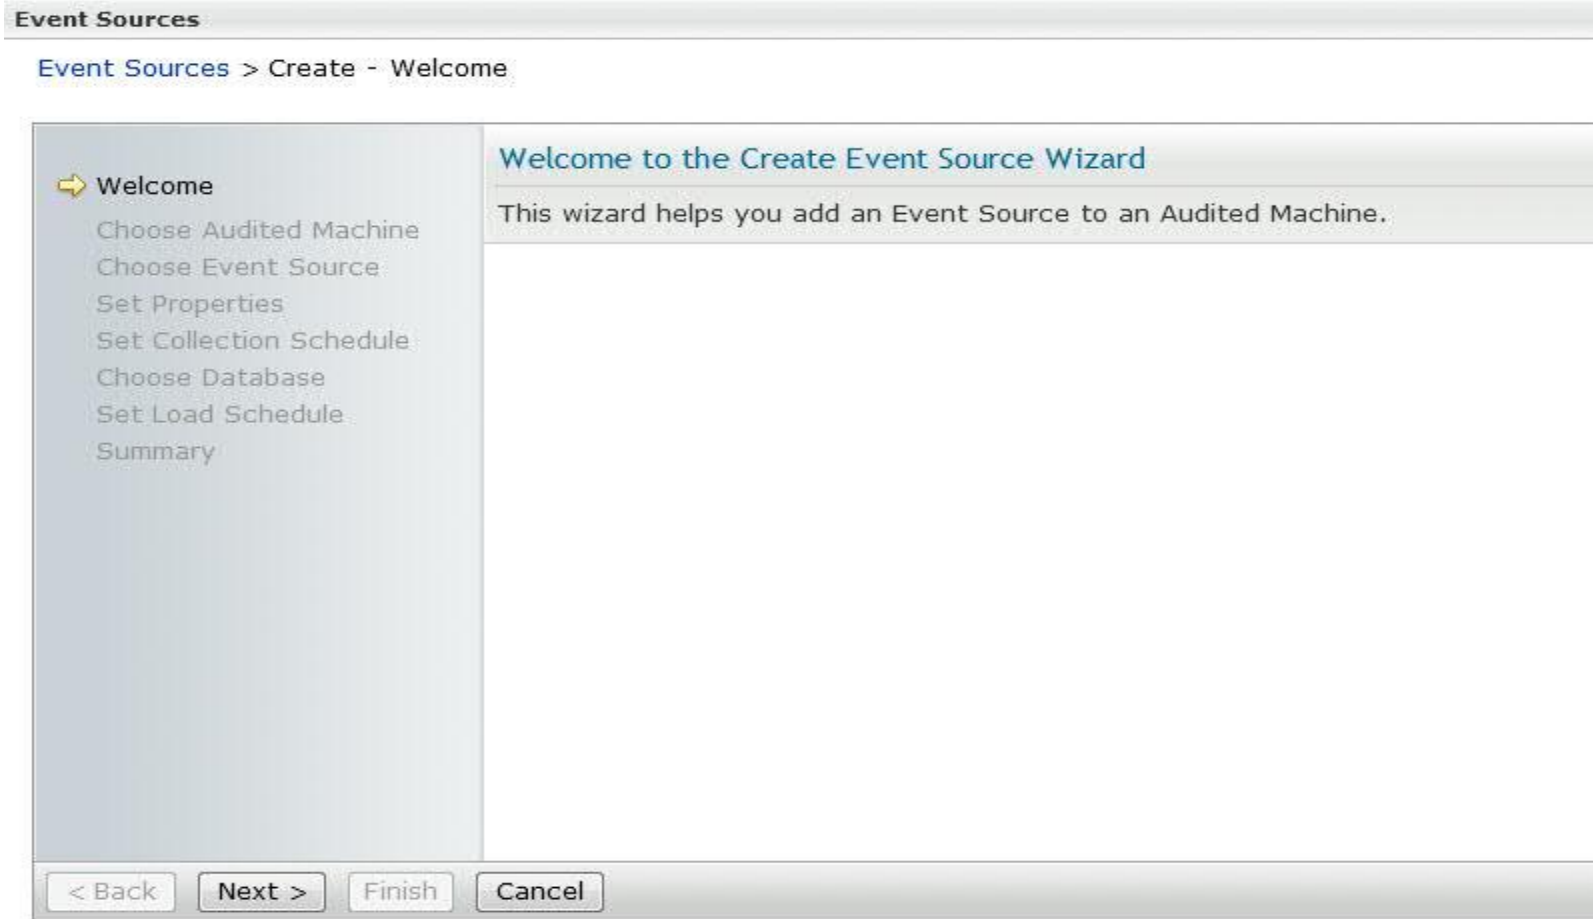 Event Sources
Event Sources > Create - Welcome
Welcome
Choose Audited Machine
Choose Event Source
Set Properties
Set Collection Schedule
Choose Database
Set Load Schedule
Summary
Welcome to the Create Event Source Wizard
This wizard helps you add an Event Source to an Audited Machine.
< Back Next > Finish Cancel